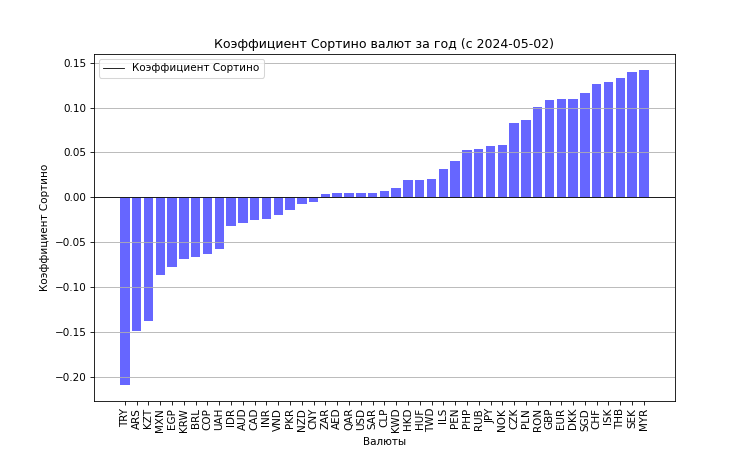 Коэффициент Сортино валют за год (с 2024-05-02)
Коэффициент Сортино
0.15
0.10
0.05
0.00
−0.05
−0.10
−0.15
−0.20
Коэффициент Сортино
TRY ARS KZT MXN EGP KRW BRL COP UAH IDR AUD CAD INR VND PKR NZD CNY ZAR AED QAR USD SAR CLP KWD HKD HUF TWD ILS PEN PHP RUB JPY NOK CZK PLN RON GBP EUR DKK SGD CHF ISK THB SEK MYR
Валюты